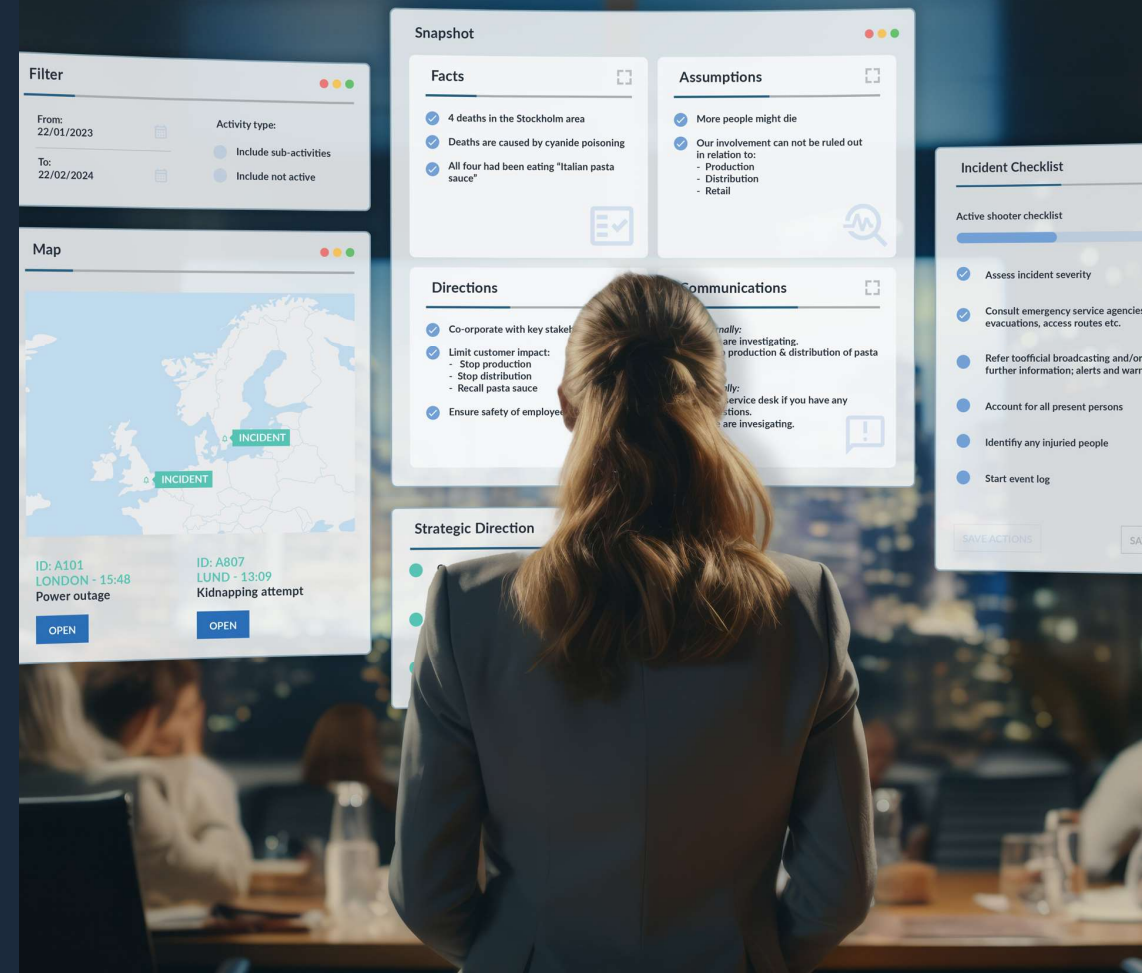 Filter
From:
22/01/2023
To:
22/02/2024
Activity type:
Include sub-activities
Include not active
Map
INCIDENT
INCIDENT
ID: A101
LONDON - 15:48
Power outage
OPEN
ID: A807
LUND - 13:09
Kidnapping attempt
OPEN
Snapshot
Facts
4 deaths in the Stockholm area
Deaths are caused by cyanide poisoning
All four had been eating "Italian pasta
sauce"
Assumptions
More people might die
Our involvement can not be ruled out
in relation to:
- Production
- Distribution
- Retail
Directions
Co-orporate with key
Limit customer impact:
- Stop production
- Stop distribution
- Recall pasta sauce
Ensure safety of
Communications
are investigating.
production & distribution of pasta
service desk if you have any
are invesigating.
Strategic Direction
Incident Checklist
Active shooter checklist
Assess incident severity
Consult emergency service agencies
evacuations, access routes etc.
Refer toofficial broadcasting and/or
further information; alerts and
Account for all present persons
Identifiy any injuried people
Start event log
SAVE ACTIONS